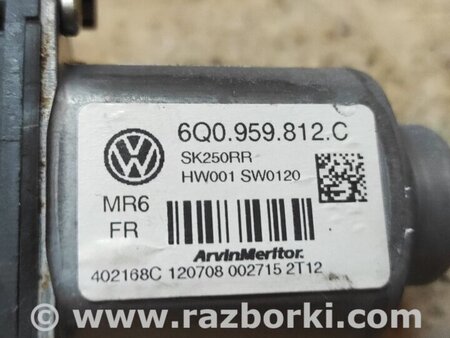 6Q0.959.812.C
SK250RR
HW001 SW0120
MR6
FR
ArvinMeritor.
402168C 120708 002715 2T12
www.razborki.com